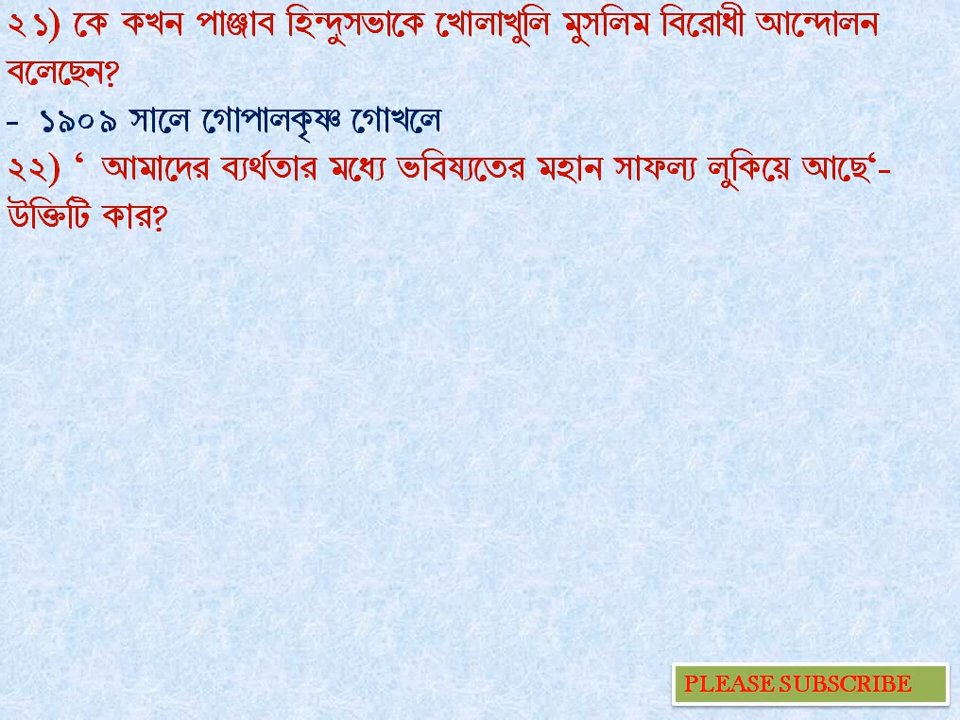 ২১) কে কখন পাঞ্জাব হিন্দুসভাকে খোলাখুলি মুসলিম বিরোধী আন্দোলন
বলেছেন?
- ১৯০৯ সালে গোপালকৃষ্ণ গোখলে
২২) ‘ আমাদের ব্যর্থতার মধ্যে ভবিষ্যতের মহান সাফল্য লুকিয়ে আছে‘-
উক্তিটি কার?
PLEASE SUBSCRIBE